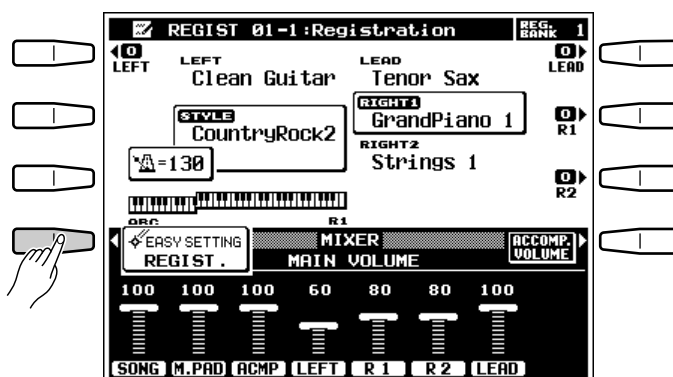 REGIST 01-1:Registration
REG. BANK 1
0
LEFT
LEFT
Clean Guitar
LEAD
Tenor Sax
0
LEAD
STYLE
CountryRock2
RIGHT1
GrandPiano 1
0
R1
=130
RIGHT2
Strings 1
0
R2
ABC
R1
EASY SETTING
REGIST.
MIXER
MAIN VOLUME
ACCOMP.
VOLUME
100 100 100 60 80 80 100
SONG M.PAD ACMP LEFT R 1 R 2 LEAD